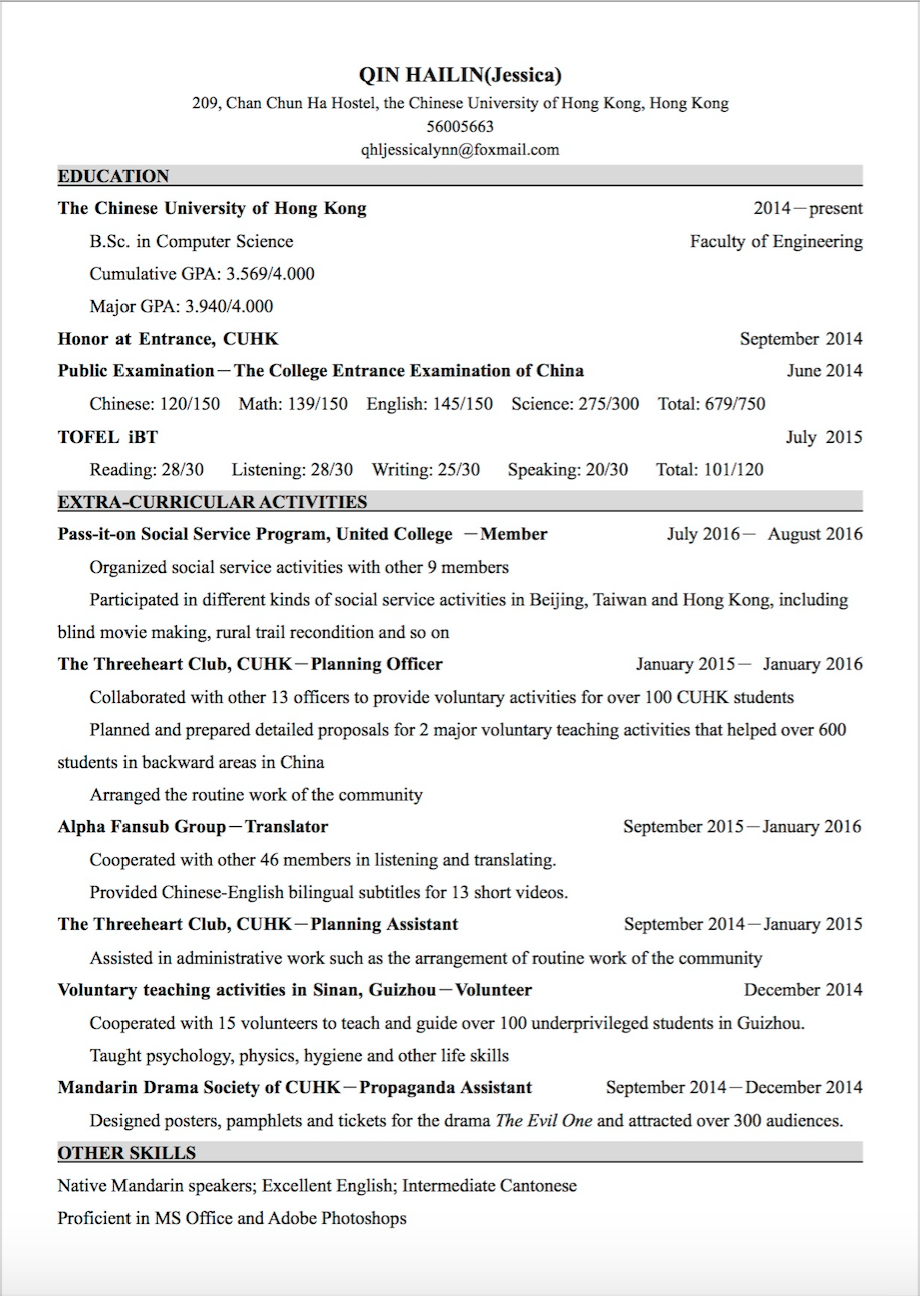 QIN HAILIN(Jessica)
209, Chan Chun Ha Hostel, the Chinese University of Hong Kong, Hong Kong
56005663
qhljessicalynn@foxmail.com
EDUCATION
The Chinese University of Hong Kong 2014—present
B.Sc. in Computer Science Faculty of Engineering
Cumulative GPA: 3.569/4.000
Major GPA: 3.940/4.000
Honor at Entrance, CUHK September 2014
Public Examination—The College Entrance Examination of China June 2014
Chinese: 120/150 Math: 139/150 English: 145/150 Science: 275/300 Total: 679/750
TOFEL iBT July 2015
Reading: 28/30 Listening: 28/30 Writing: 25/30 Speaking: 20/30 Total: 101/120
EXTRA-CURRICULAR ACTIVITIES
Pass-it-on Social Service Program, United College —Member July 2016— August 2016
Organized social service activities with other 9 members
Participated in different kinds of social service activities in Beijing, Taiwan and Hong Kong, including
blind movie making, rural trail recondition and so on
The Threeheart Club, CUHK—Planning Officer January 2015— January 2016
Collaborated with other 13 officers to provide voluntary activities for over 100 CUHK students
Planned and prepared detailed proposals for 2 major voluntary teaching activities that helped over 600
students in backward areas in China
Arranged the routine work of the community
Alpha Fansub Group—Translator September 2015—January 2016
Cooperated with other 46 members in listening and translating.
Provided Chinese-English bilingual subtitles for 13 short videos.
The Threeheart Club, CUHK—Planning Assistant September 2014—January 2015
Assisted in administrative work such as the arrangement of routine work of the community
Voluntary teaching activities in Sinan, Guizhou—Volunteer December 2014
Cooperated with 15 volunteers to teach and guide over 100 underprivileged students in Guizhou.
Taught psychology, physics, hygiene and other life skills
Mandarin Drama Society of CUHK—Propaganda Assistant September 2014—December 2014
Designed posters, pamphlets and tickets for the drama The Evil One and attracted over 300 audiences.
OTHER SKILLS
Native Mandarin speakers; Excellent English; Intermediate Cantonese
Proficient in MS Office and Adobe Photoshops